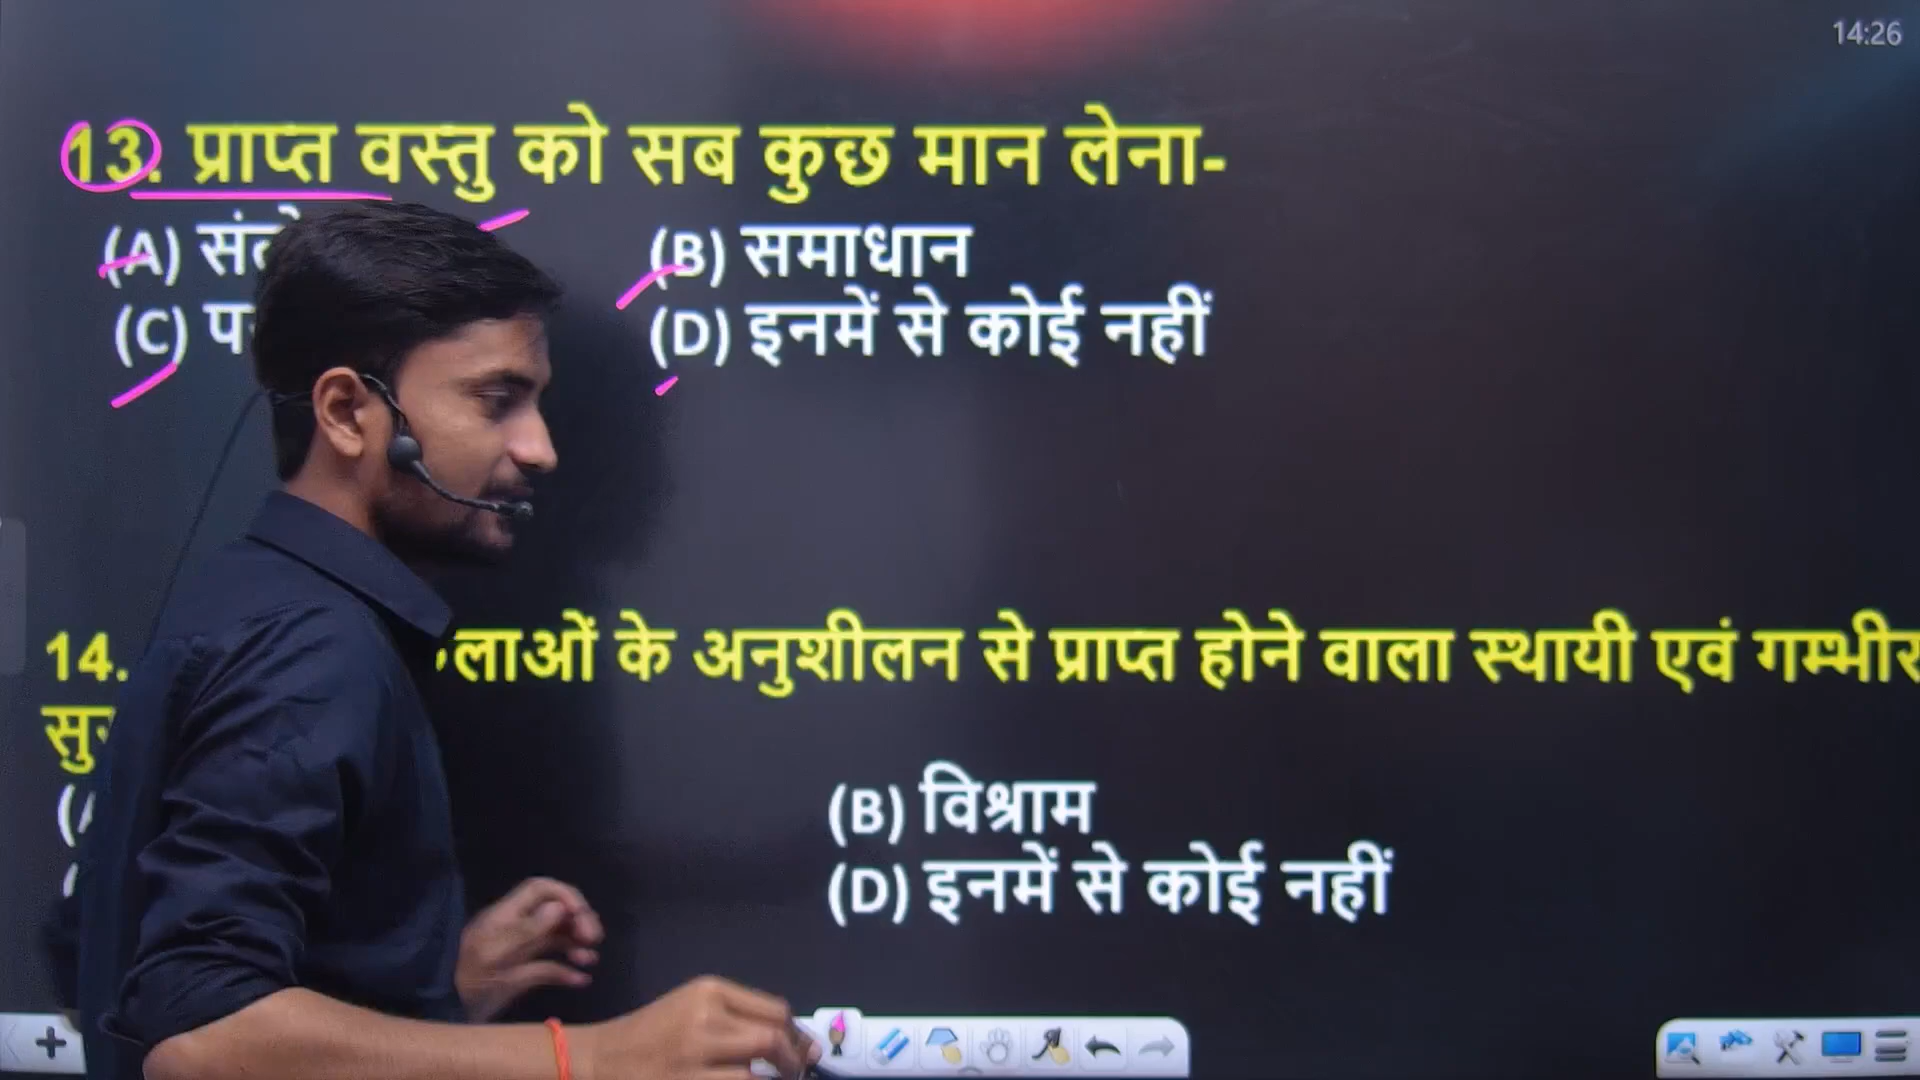 14:26
13. प्राप्त वस्तु को सब कुछ मान लेना-
(A) (B) समाधान
(C) (D) इनमें से कोई नहीं
14. के अनुशीलन से प्राप्त होने वाला स्थायी एवं गम्भीर
(B) विश्राम
(D) इनमें से कोई नहीं